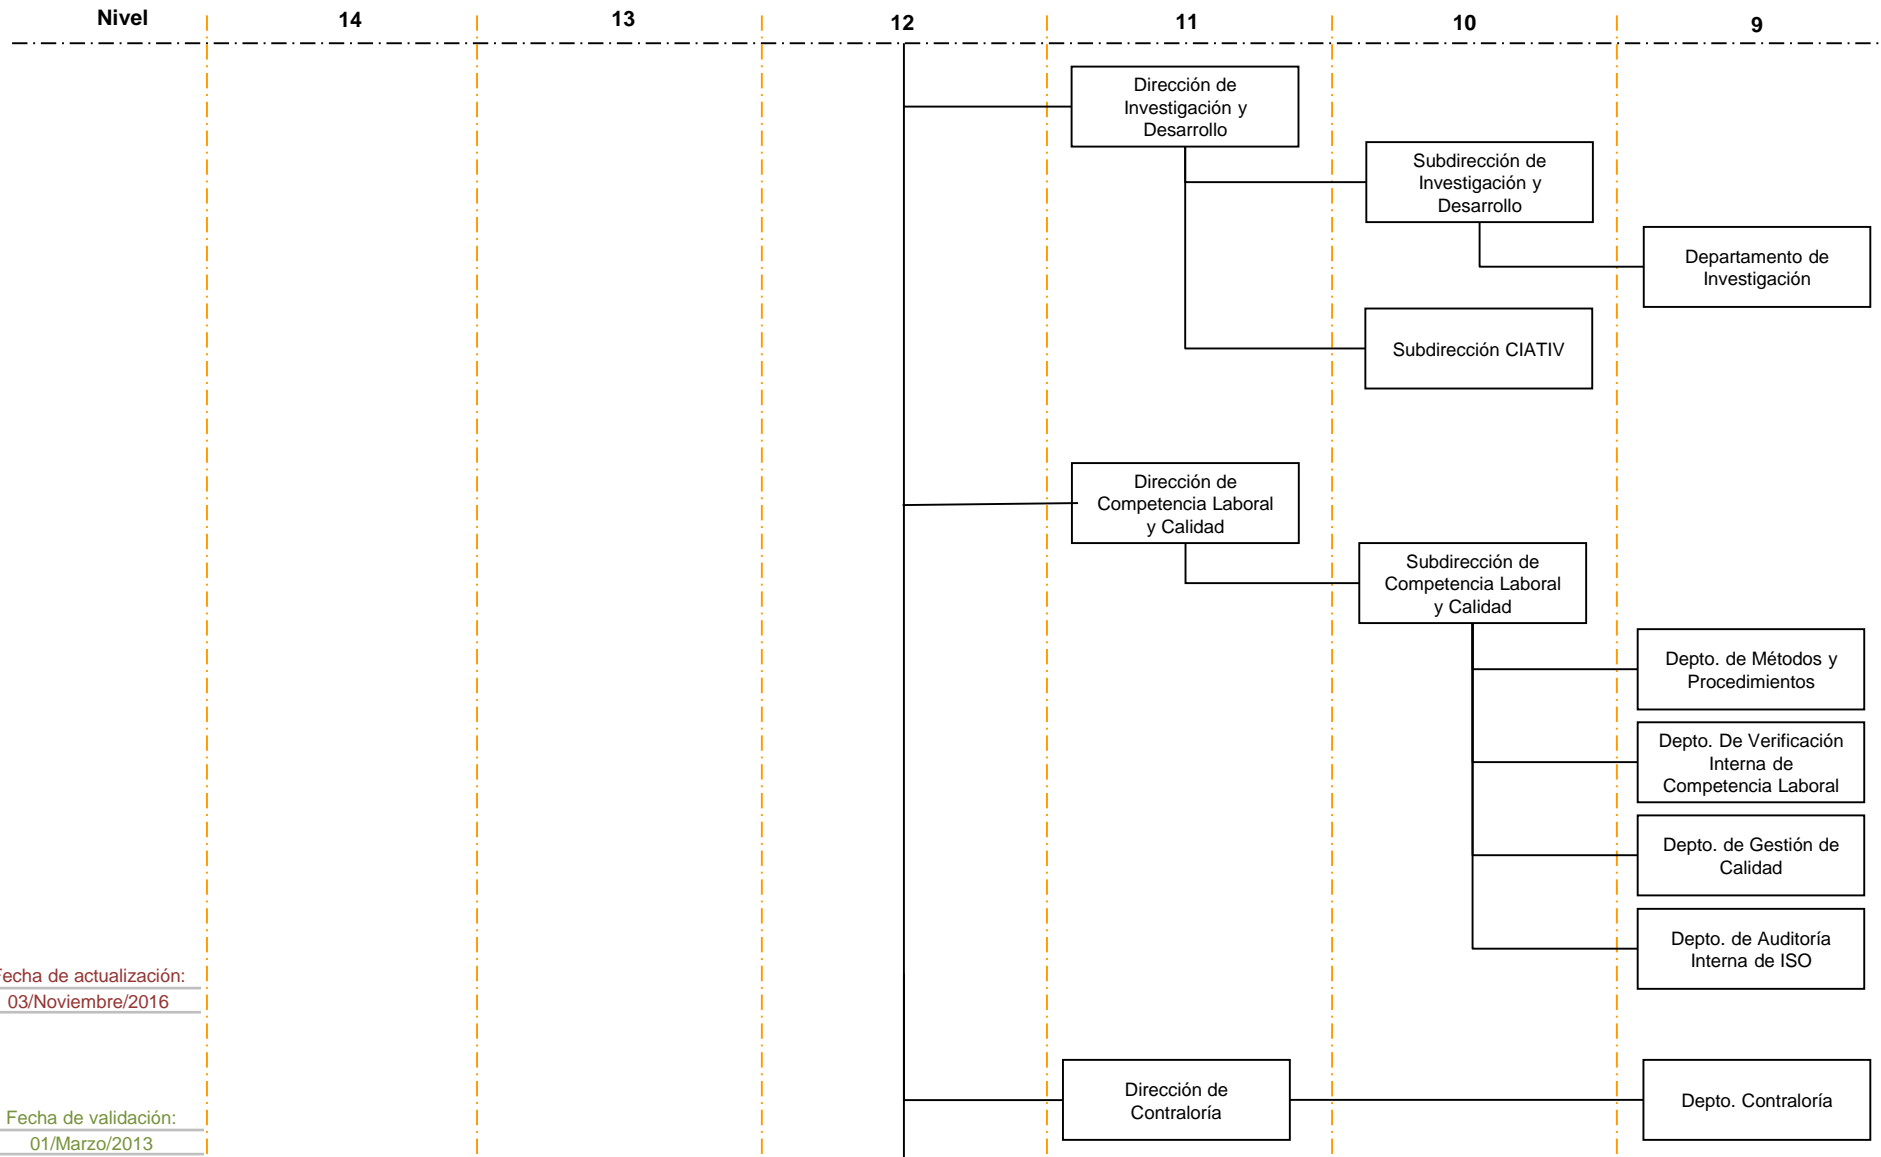 Nivel 14 13 12 11 10 9
Dirección de
Investigación y
Desarrollo
Subdirección de
Investigación y
Desarrollo
Departamento de
Investigación
Subdirección CIATIV
Dirección de
Competencia Laboral
y Calidad
Subdirección de
Competencia Laboral
y Calidad
Depto. de Métodos y
Procedimientos
Depto. De Verificación
Interna de
Competencia Laboral
Depto. de Gestión de
Calidad
Depto. de Auditoría
Interna de ISO
Fecha de actualización:
03/Noviembre/2016
Dirección de
Contraloría
Depto. Contraloría
Fecha de validación:
01/Marzo/2013